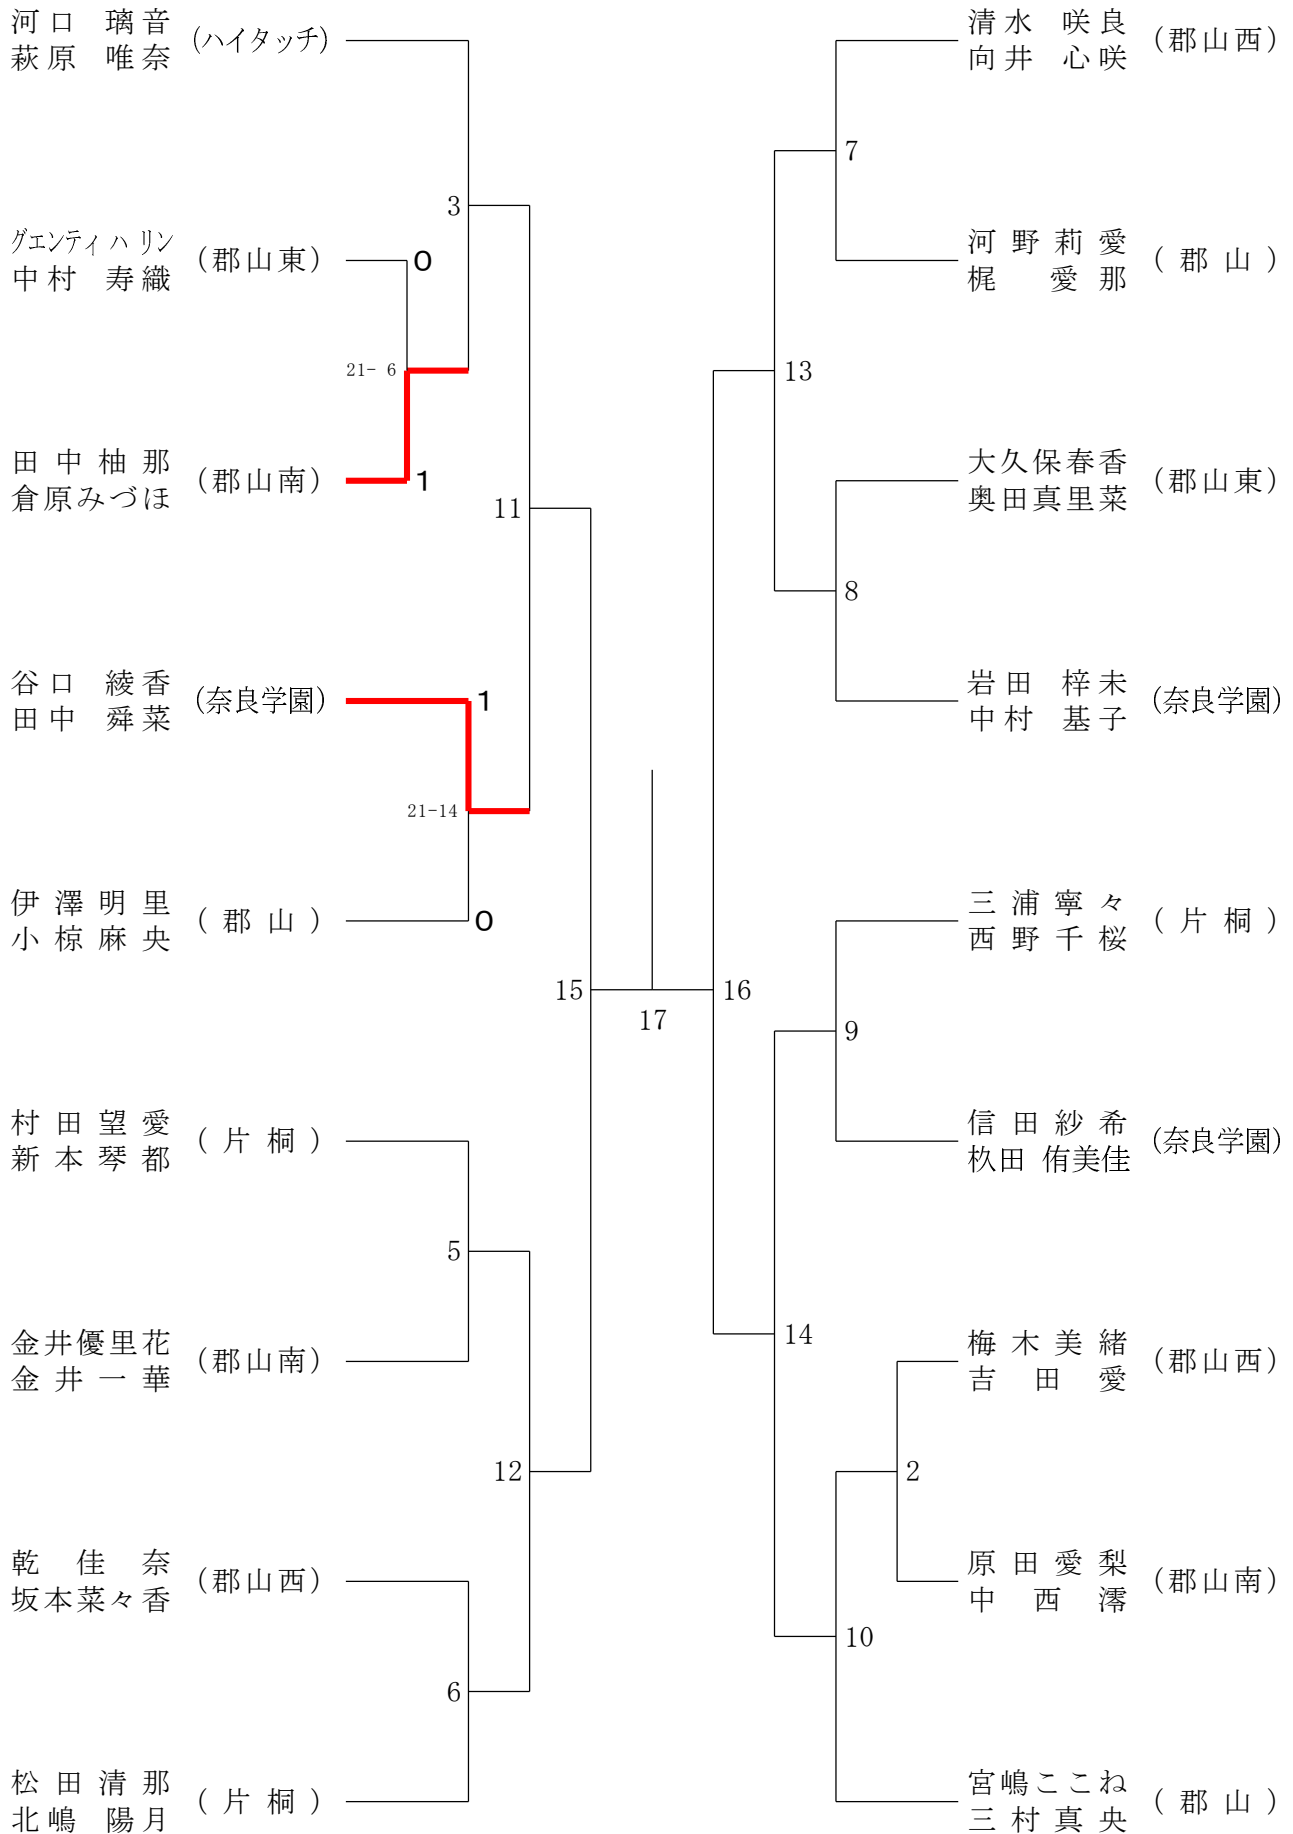 河口 璃音
萩原 唯奈
(ハイタッチ)
3
グエンティ ハ リン
中村 寿織
(郡山東)
0
21- 6
田中柚那
倉原みづほ
(郡山南)
1
11
谷口 綾香
田中 舜菜
(奈良学園)
1
21-14
伊澤明里
小椋麻央
(郡山)
0
15
村田望愛
新本琴都
(片桐)
5
金井優里花
金井一華
(郡山南)
12
乾佳奈
坂本菜々香
(郡山西)
6
松田清那
北嶋陽月
(片桐)
17
清水 咲良
向井 心咲
(郡山西)
7
河野莉愛
梶 愛那
(郡山)
13
大久保春香
奥田真里菜
(郡山東)
8
岩田 梓未
中村 基子
(奈良学園)
16
三浦寧々
西野千桜
(片桐)
9
信田紗希
杦田 侑美佳
(奈良学園)
14
梅木美緒
吉田愛
(郡山西)
2
原田愛梨
中西澪
(郡山南)
10
宮嶋ここね
三村真央
(郡山)